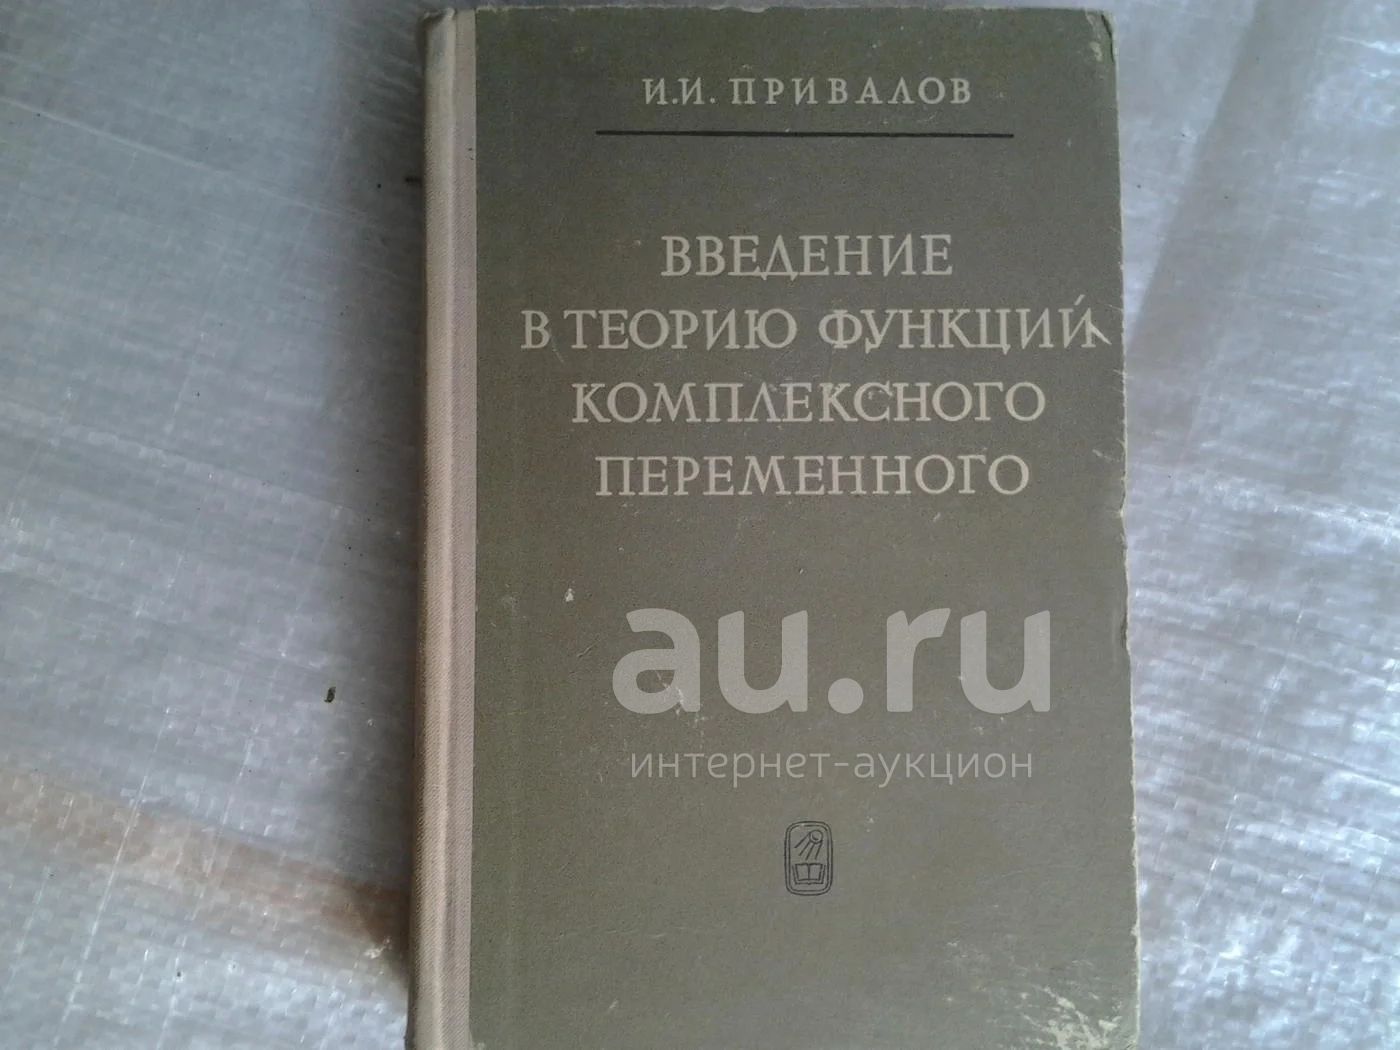 И.И. ПРИВАЛОВ
ВВЕДЕНИЕ
В ТЕОРИЮ ФУНКЦИЙ
КОМПЛЕКСНОГО
ПЕРЕМЕННОГО
au.ru
интернет-аукцион